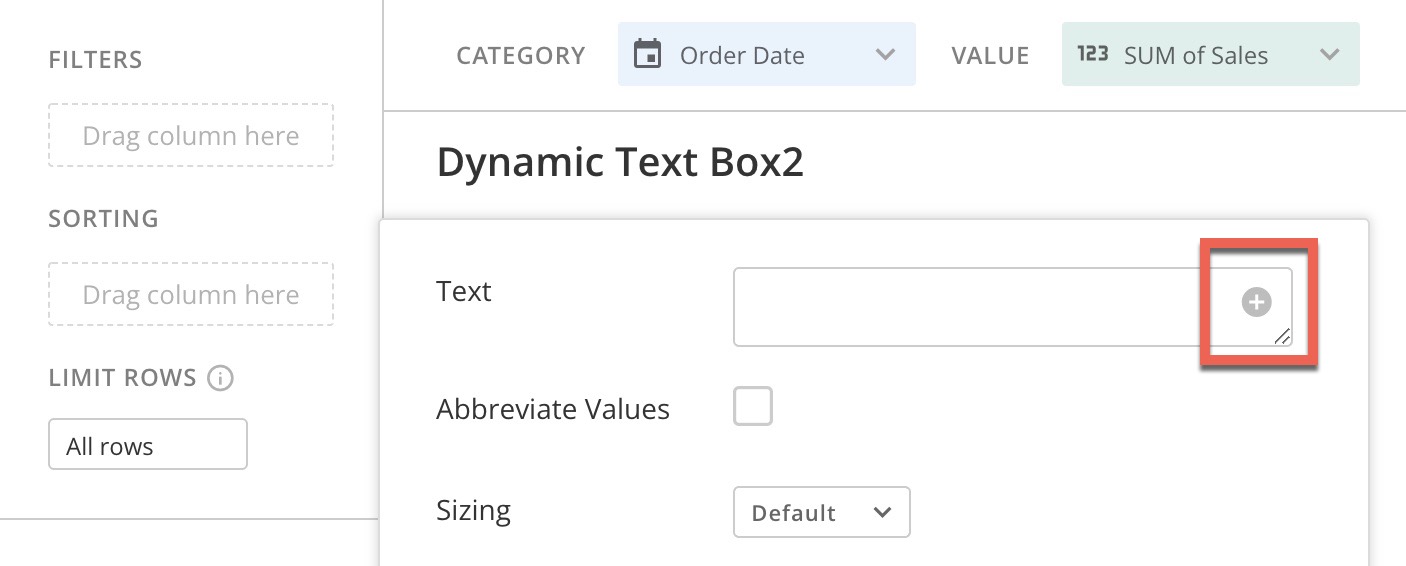 FILTERS
Drag column here
SORTING
Drag column here
LIMIT ROWS
All rows
CATEGORY Order Date VALUE 123 SUM of Sales
Dynamic Text Box2
Text
Abbreviate Values
Sizing Default